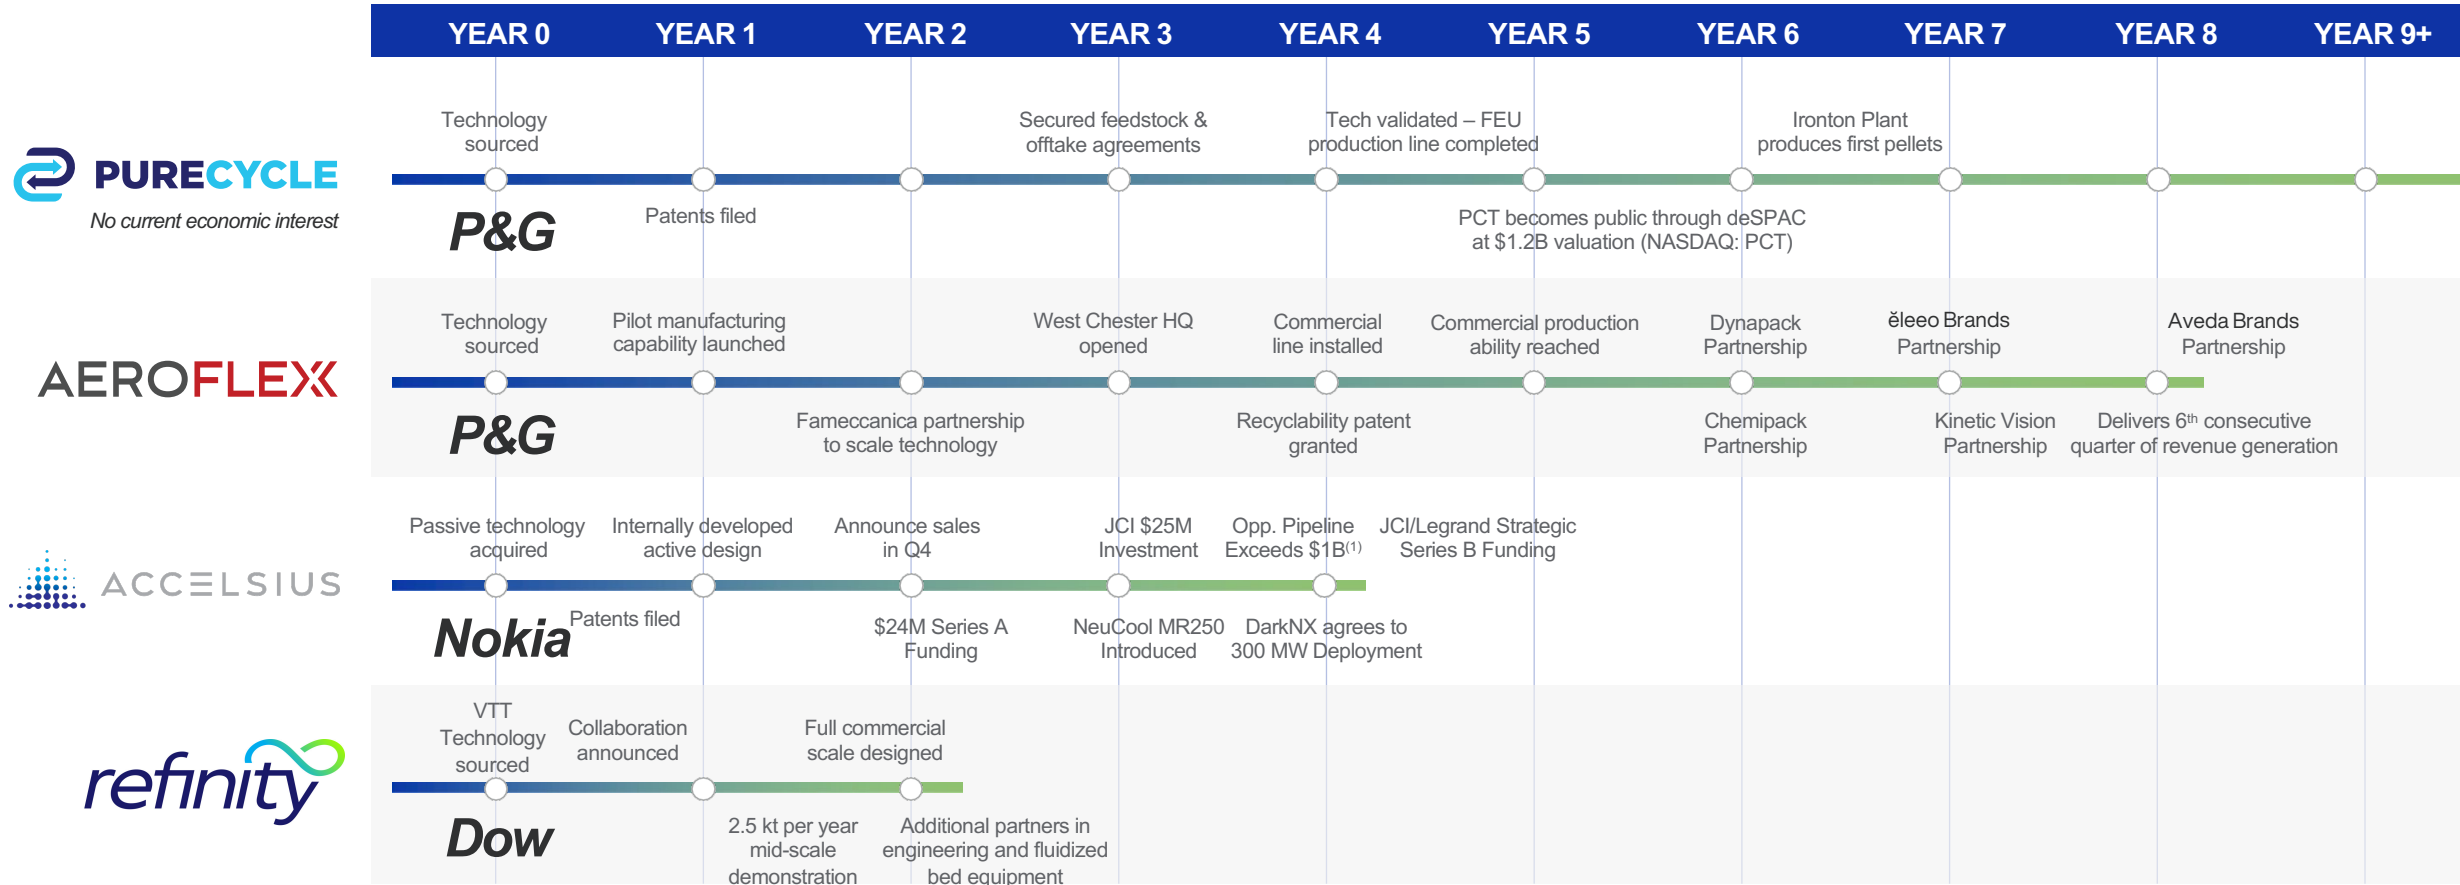 YEAR 0 YEAR 1 YEAR 2 YEAR 3 YEAR 4 YEAR 5 YEAR 6 YEAR 7 YEAR 8 YEAR 9+
PURECYCLE
No current economic interest
Technology
sourced
P&G
Patents filed
Secured feedstock &
offtake agreements
Tech validated – FEU
production line completed
PCT becomes public through deSPAC
at $1.2B valuation (NASDAQ: PCT)
Ironton Plant
produces first pellets
AEROFLEXX
Technology
sourced
P&G
Pilot manufacturing
capability launched
Fameccanica partnership
to scale technology
West Chester HQ
opened
Commercial
line installed
Recyclability patent
granted
Commercial production
ability reached
Dynapack
Partnership
Chemipack
Partnership
ĕleeo Brands
Partnership
Kinetic Vision
Partnership
Aveda Brands
Partnership
Delivers 6th consecutive
quarter of revenue generation
ACCELSIUS
Passive technology
acquired
Nokia
Internally developed
active design
Patents filed
Announce sales
in Q4
$24M Series A
Funding
JCI $25M
Investment
NeuCool MR250
Introduced
Opp. Pipeline
Exceeds $1B(1)
DarkNX agrees to
300 MW Deployment
JCI/Legrand Strategic
Series B Funding
refinity
VTT
Technology
sourced
Dow
Collaboration
announced
2.5 kt per year
mid-scale
demonstration
Full commercial
scale designed
Additional partners in
engineering and fluidized
bed equipment